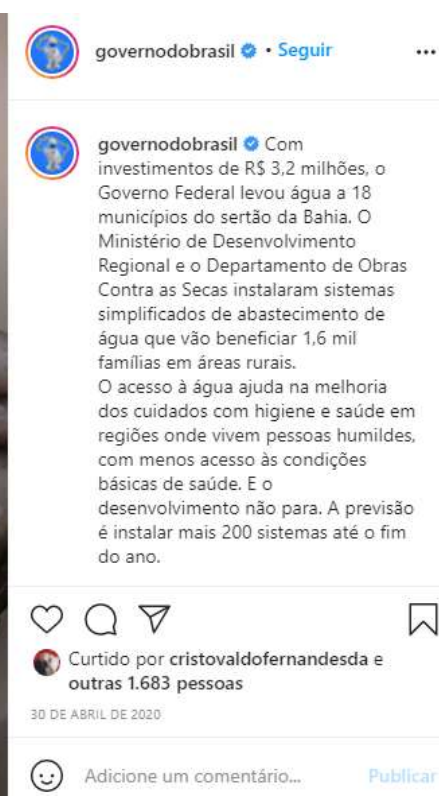 governodobrasil • Seguir
governodobrasil Com
investimentos de R$ 3,2 milhões, o
Governo Federal levou água a 18
municípios do sertão da Bahia. O
Ministério de Desenvolvimento
Regional e o Departamento de Obras
Contra as Secas instalaram sistemas
simplificados de abastecimento de
água que vão beneficiar 1,6 mil
famílias em áreas rurais.
O acesso à água ajuda na melhoria
dos cuidados com higiene e saúde em
regiões onde vivem pessoas humildes,
com menos acesso às condições
básicas de saúde. E o
desenvolvimento não para. A previsão
é instalar mais 200 sistemas até o fim
do ano.
Curtido por cristovaldofernandesda e
outras 1.683 pessoas
30 DE ABRIL DE 2020
Adicione um comentário... Publicar